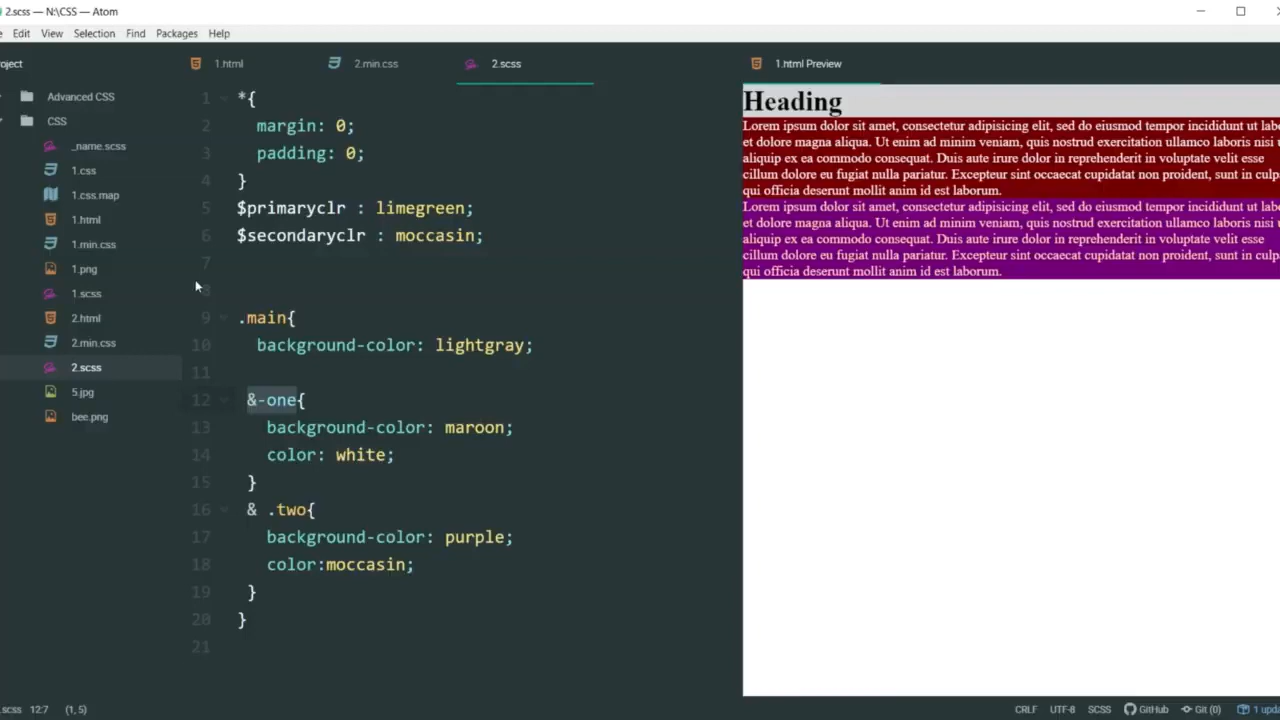 2.scss — N:\CSS — Atom
Edit View Selection Find Packages Help
1.html 2.min.css 2.scss 1.html Preview
Advanced CSS
CSS
_name.scss
1.css
1.css.map
1.html
1.min.css
1.png
1.scss
2.html
2.min.css
2.scss
5.jpg
bee.png
1 *{
2 margin: 0;
3 padding: 0;
4 }
5 $primaryclr : limegreen;
6 $secondaryclr : moccasin;
7
8
9 .main{
10 background-color: lightgray;
11
12 &-one{
13 background-color: maroon;
14 color: white;
15 }
16 & .two{
17 background-color: purple;
18 color:moccasin;
19 }
20 }
21
Heading
Lorem ipsum dolor sit amet, consectetur adipisicing elit, sed do eiusmod tempor incididunt ut
et dolore magna aliqua. Ut enim ad minim veniam, quis nostrud exercitation ullamco laboris nisi
aliquip ex ea commodo consequat. Duis aute irure dolor in reprehenderit in voluptate velit esse
cillum dolore eu fugiat nulla pariatur. Excepteur sint occaecat cupidatat non proident, sunt in
qui officia deserunt mollit anim id est laborum.
Lorem ipsum dolor sit amet, consectetur adipisicing elit, sed do eiusmod tempor incididunt ut
et dolore magna aliqua. Ut enim ad minim veniam, quis nostrud exercitation ullamco laboris nisi
aliquip ex ea commodo consequat. Duis aute irure dolor in reprehenderit in voluptate velit esse
cillum dolore eu fugiat nulla pariatur. Excepteur sint occaecat cupidatat non proident, sunt in
qui officia deserunt mollit anim id est laborum.
.scss 12:7 (1, 5) CRLF UTF-8 SCSS GitHub Git (0) 1